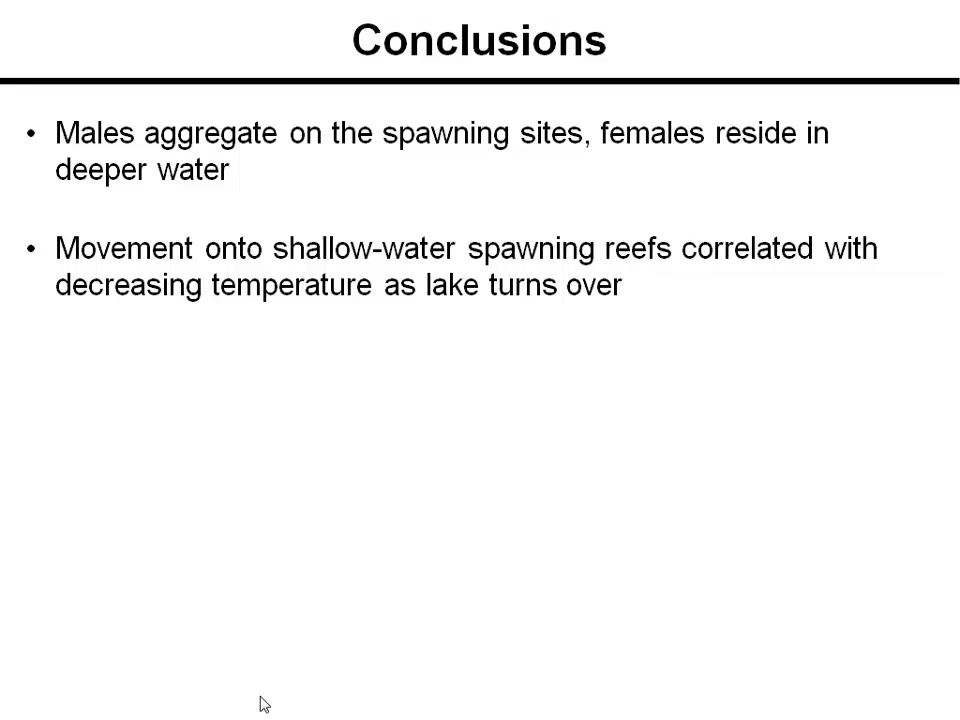 Conclusions
• Males aggregate on the spawning sites, females reside in
deeper water
• Movement onto shallow-water spawning reefs correlated with
decreasing temperature as lake turns over